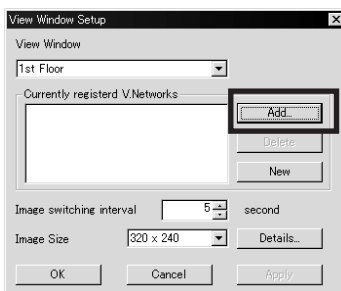 View Window Setup
View Window
1st Floor
Currently registerd V.Networks
Add...
Delete
New
Image switching interval 5 second
Image Size 320 x 240 Details...
OK Cancel Apply